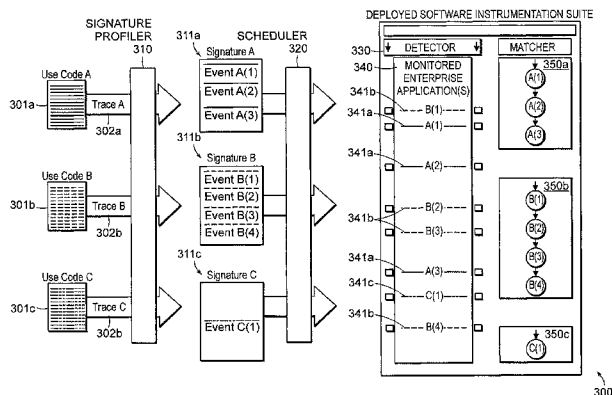 SIGNATURE
PROFILER
310
Use Code A
301a
Trace A
302a
Use Code B
301b
Trace B
302b
Use Code C
301c
Trace C
302b
SCHEDULER
320
311a
Signature A
Event A(1)
Event A(2)
Event A(3)
311b
Signature B
Event B(1)
Event B(2)
Event B(3)
Event B(4)
311c
Signature C
Event C(1)
DEPLOYED SOFTWARE INSTRUMENTATION SUITE
330
DETECTOR
MATCHER
340
MONITORED
ENTERPRISE
APPLICATION(S)
341b
B(1)
341a
A(1)
341a
A(2)
341b
B(2)
B(3)
341a
A(3)
341c
C(1)
341b
B(4)
350a
A(1)
A(2)
A(3)
350b
B(1)
B(2)
B(3)
B(4)
350c
C(1)
300